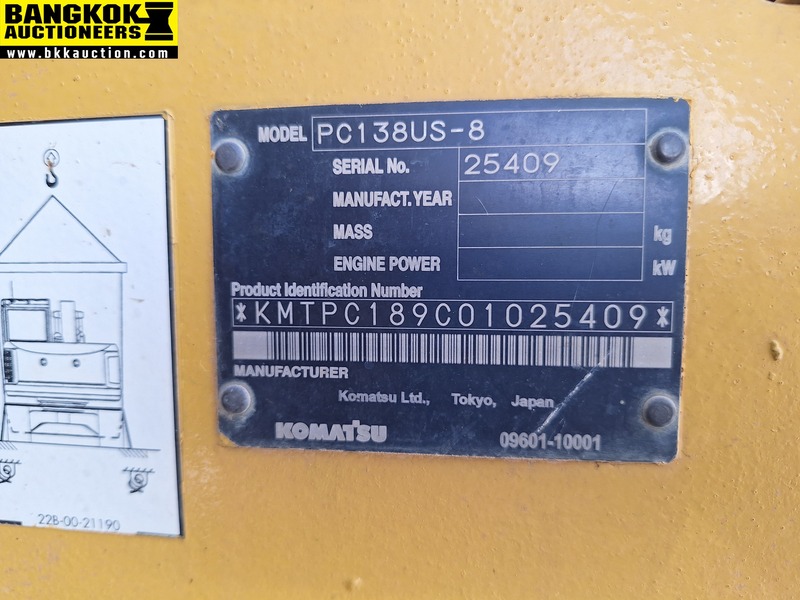 BANGKOK
AUCTIONEERS
www.bkkauction.com
MODEL PC138US-8
SERIAL No. 25409
MANUFACT. YEAR
MASS kg
ENGINE POWER kW
Product Identification Number
*KMTPC189C01025409*
MANUFACTURER
Komatsu Ltd., Tokyo, Japan
KOMATSU 09601-10001
22B-00-21190